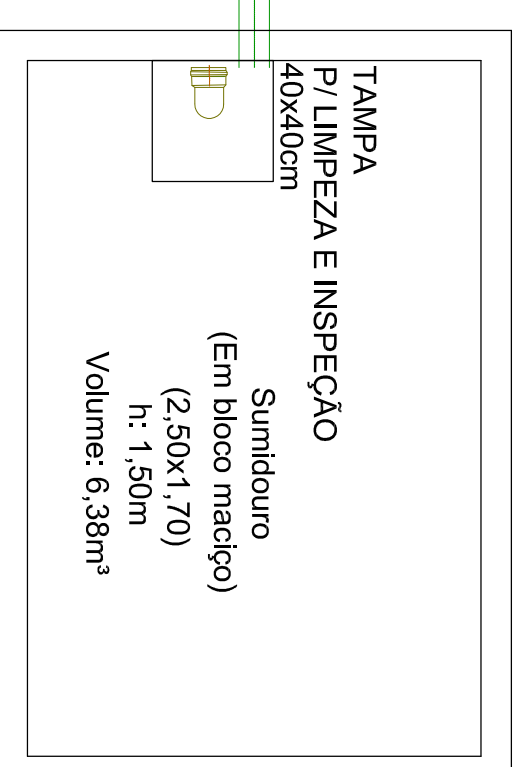 TAMPA
P/ LIMPEZA E INSPEÇÃO
40x40cm
Sumidouro
(Em bloco maciço)
(2,50x1,70)
h: 1,50m
Volume: 6,38m³